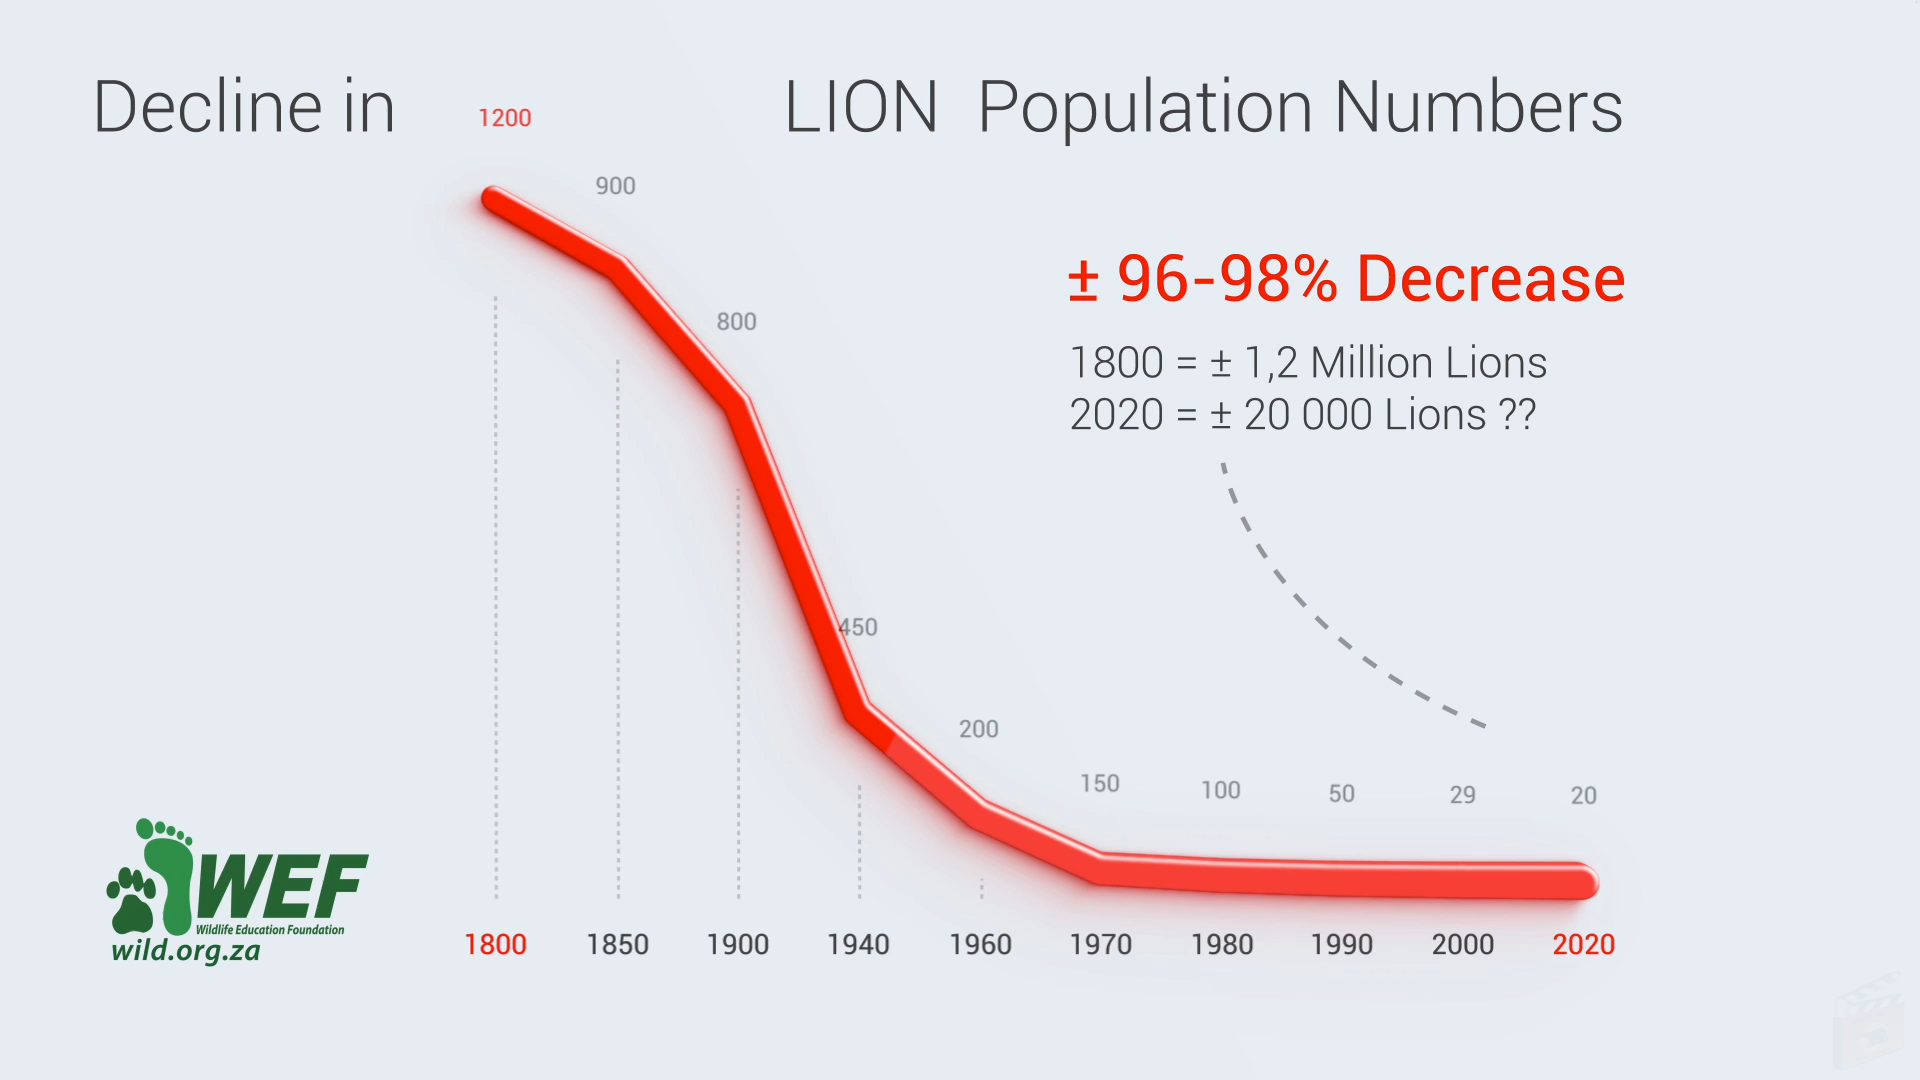 Decline in LION Population Numbers
1200
900
800
450
200
150
100
50
29
20
± 96-98% Decrease
1800 = ± 1,2 Million Lions
2020 = ± 20 000 Lions ??
WEF
Wildlife Education Foundation
wild.org.za
1800 1850 1900 1940 1960 1970 1980 1990 2000 2020